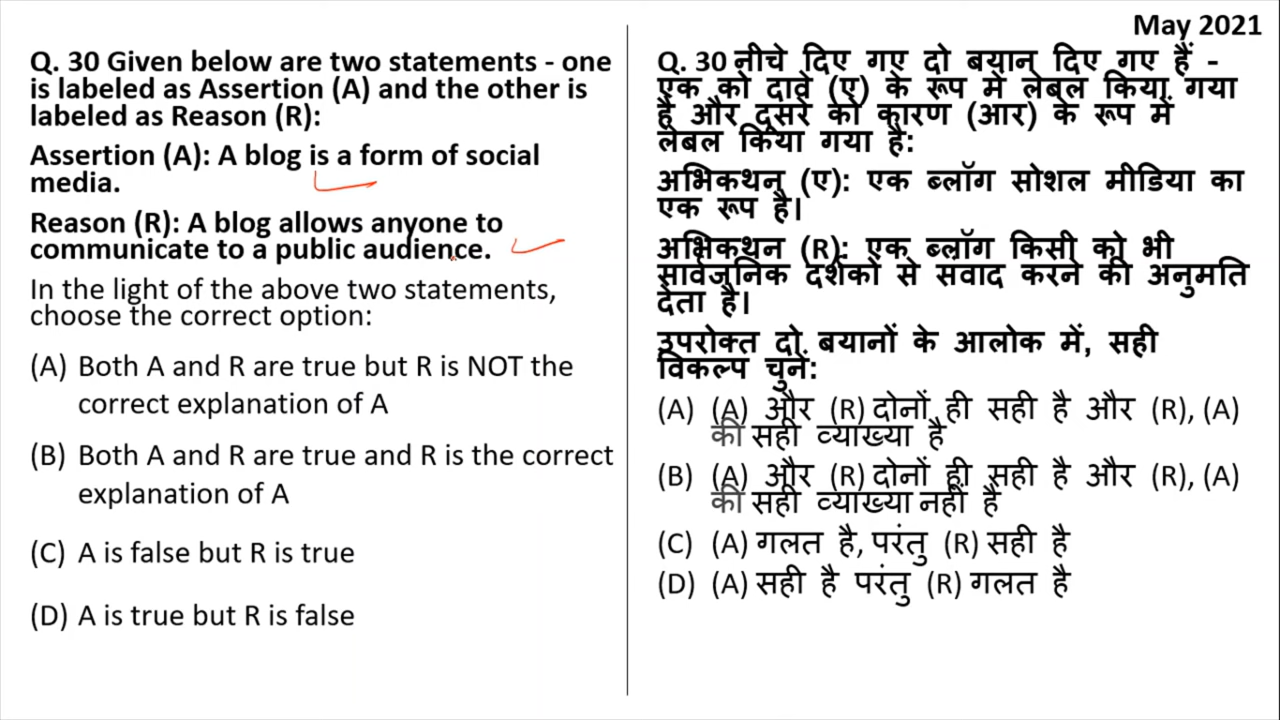 May 2021
Q. 30 Given below are two statements - one
is labeled as Assertion (A) and the other is
labeled as Reason (R):
Assertion (A): A blog is a form of social
media.
Reason (R): A blog allows anyone to
communicate to a public audience.
In the light of the above two statements,
choose the correct option:
(A) Both A and R are true but R is NOT the
correct explanation of A
(B) Both A and R are true and R is the correct
explanation of A
(C) A is false but R is true
(D) A is true but R is false
Q. 30 नीचे दिए गए दो बयान दिए गए हैं -
एक को दावे (ए) के रूप में लेबल किया गया
है और दूसरे को कारण (आर) के रूप में
लेबल किया गया है:
अभिकथन (ए): एक ब्लॉग सोशल मीडिया का
एक रूप है।
अभिकथन (R): एक ब्लॉग किसी को भी
सार्वजनिक दर्शकों से संवाद करने की अनुमति
देता है।
उपरोक्त दो बयानों के आलोक में, सही
विकल्प चुनें:
(A) (A) और (R) दोनों ही सही है और (R), (A)
की सही व्याख्या है
(B) (A) और (R) दोनों ही सही है और (R), (A)
की सही व्याख्या नहीं है
(C) (A) गलत है, परंतु (R) सही है
(D) (A) सही है परंतु (R) गलत है